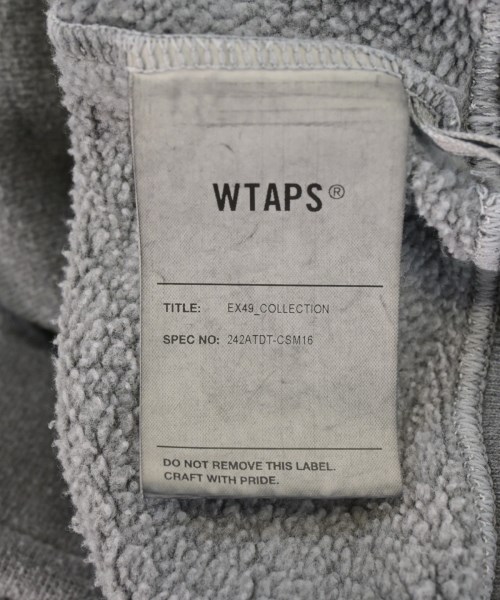 WTAPS®
TITLE: EX49_COLLECTION
SPEC NO: 242ATDT-CSM16
DO NOT REMOVE THIS LABEL.
CRAFT WITH PRIDE.